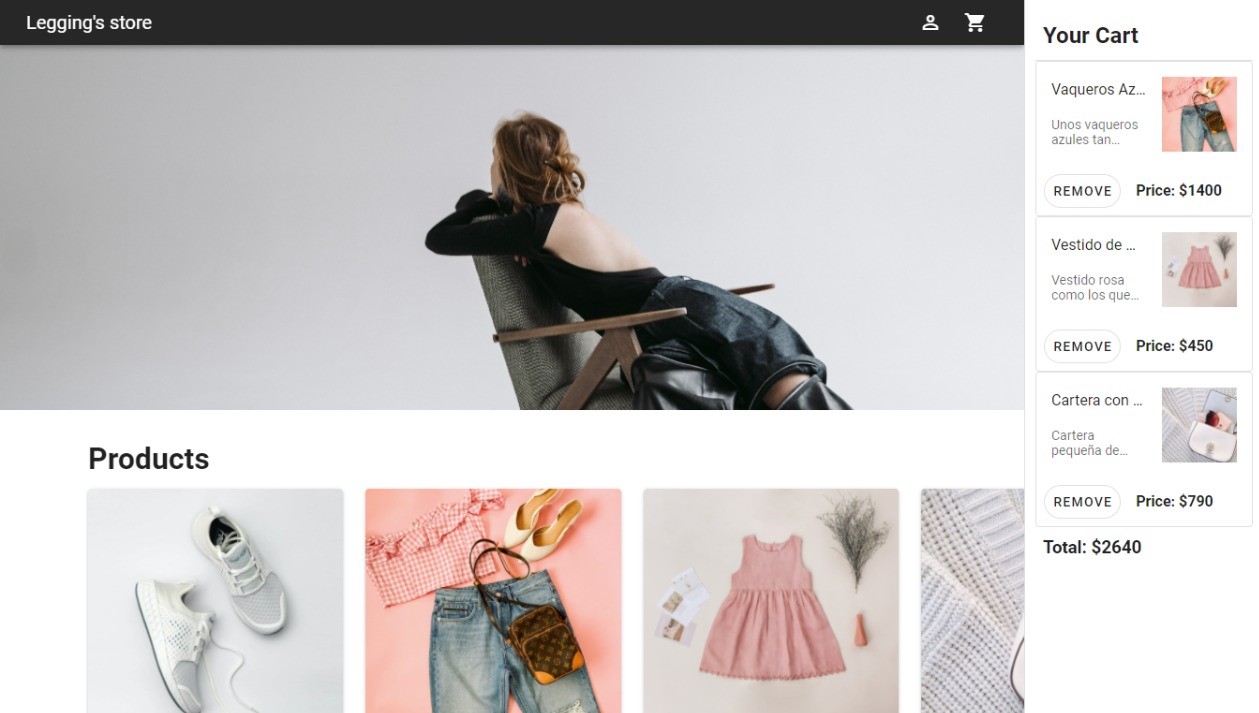 Legging's store
Your Cart
Vaqueros Az...
Unos vaqueros
azules tan...
REMOVE
Price: $1400
Vestido de ...
Vestido rosa
como los que...
REMOVE
Price: $450
Cartera con ...
Cartera
pequeña de...
REMOVE
Price: $790
Total: $2640
Products